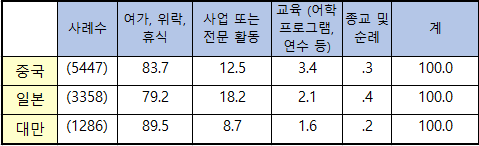 사례수 여가, 위락, 휴식 사업 또는 전문 활동 교육 (어학 프로그램, 연수 등) 종교 및 순례 계
중국 (5447) 83.7 12.5 3.4 .3 100.0
일본 (3358) 79.2 18.2 2.1 .4 100.0
대만 (1286) 89.5 8.7 1.6 .2 100.0